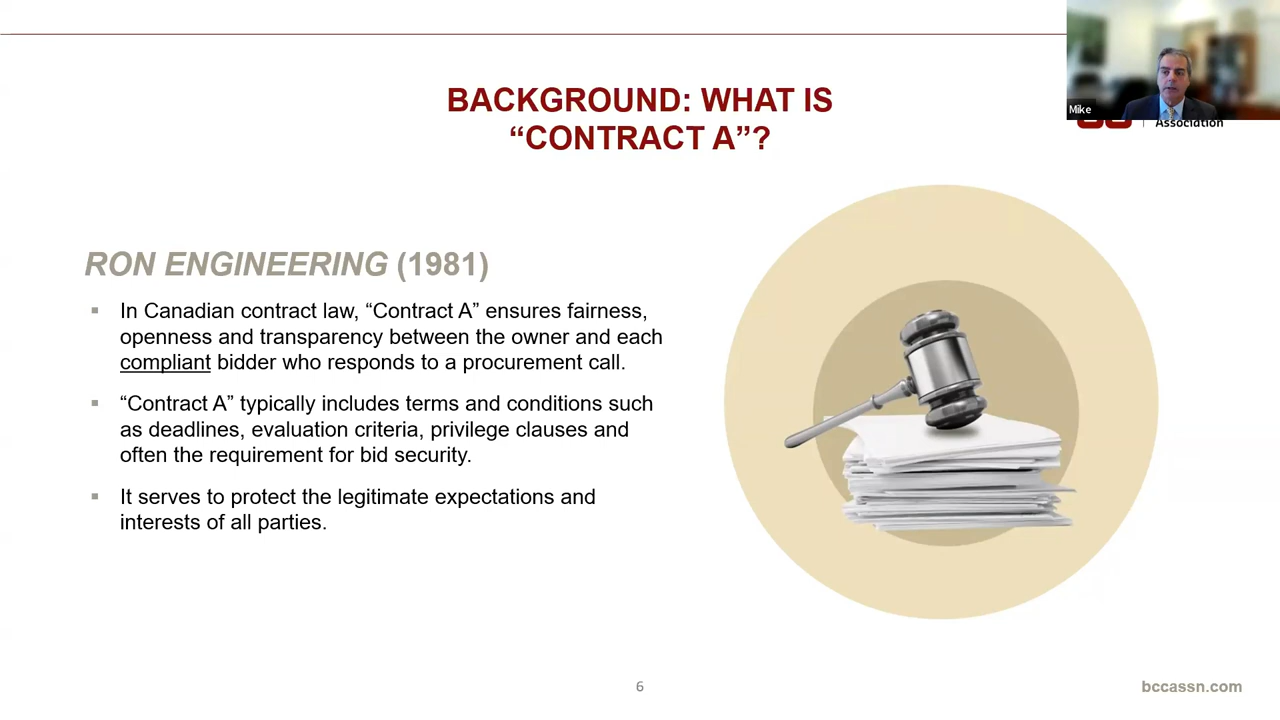 Mike
Association
BACKGROUND: WHAT IS
“CONTRACT A”?
RON ENGINEERING (1981)
▪ In Canadian contract law, “Contract A” ensures fairness,
openness and transparency between the owner and each
compliant bidder who responds to a procurement call.
▪ “Contract A” typically includes terms and conditions such
as deadlines, evaluation criteria, privilege clauses and
often the requirement for bid security.
▪ It serves to protect the legitimate expectations and
interests of all parties.
6
bccassn.com